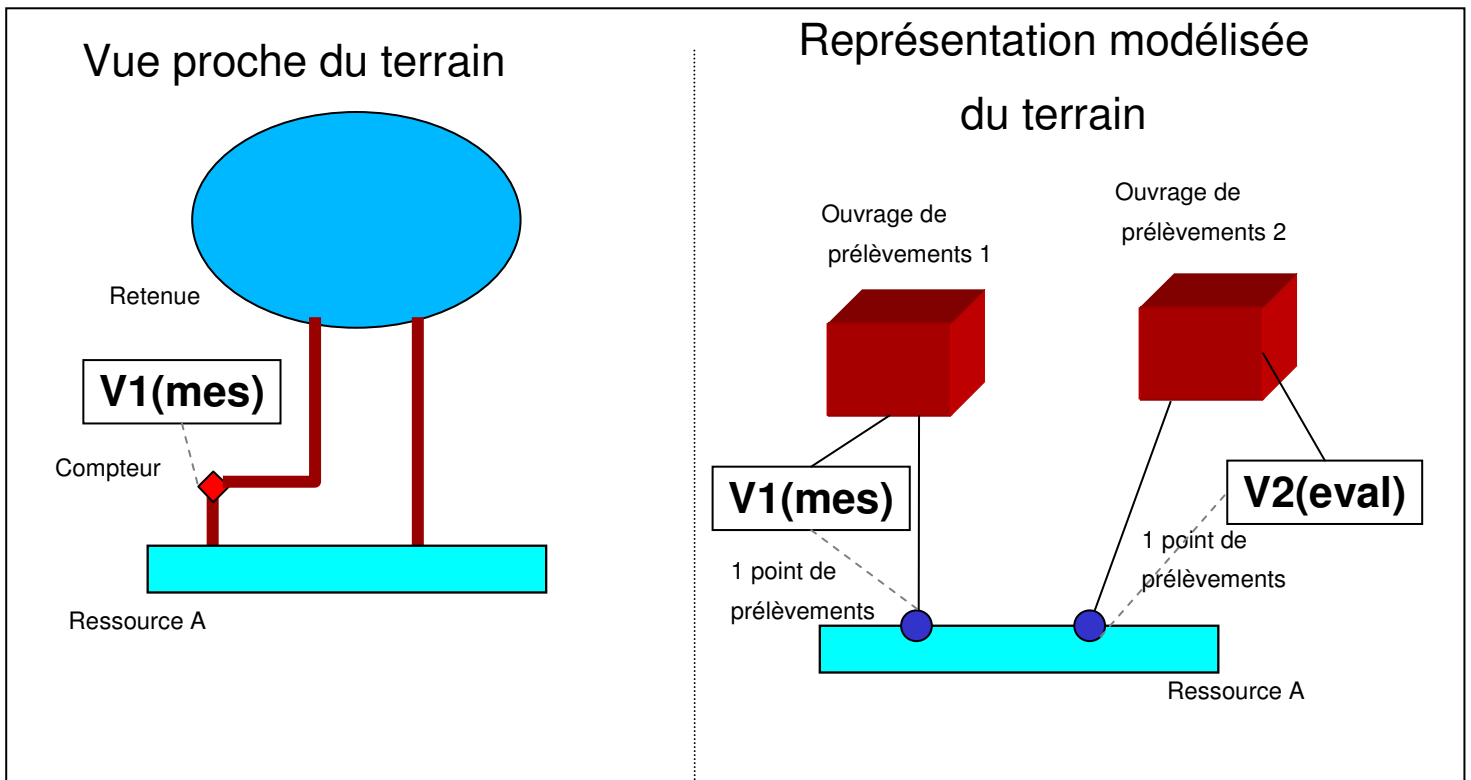 Vue proche du terrain
Retenue
V1(mes)
Compteur
Ressource A
Représentation modélisée
du terrain
Ouvrage de
prélèvements 1
Ouvrage de
prélèvements 2
V1(mes)
V2(eval)
1 point de
prélèvements
1 point de
prélèvements
Ressource A